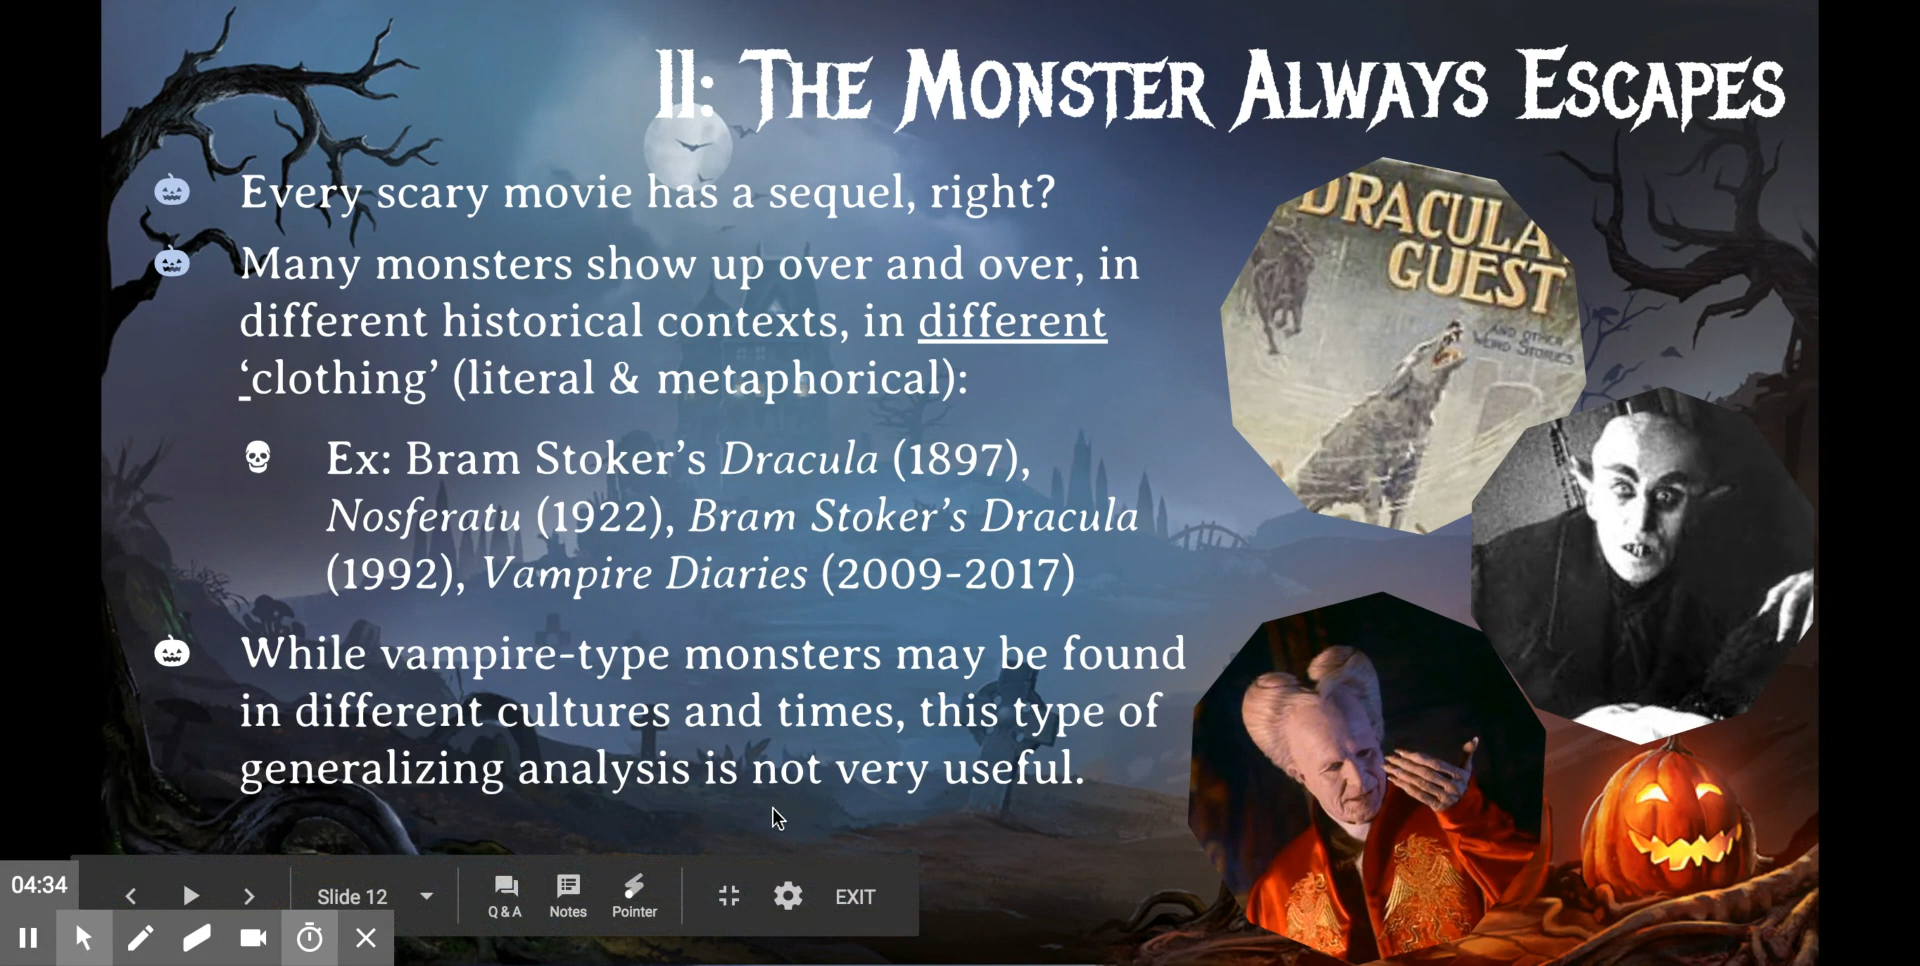 II: The Monster Always Escapes
Every scary movie has a sequel, right?
Many monsters show up over and over, in
different historical contexts, in different
‘clothing’ (literal & metaphorical):
Ex: Bram Stoker’s Dracula (1897),
Nosferatu (1922), Bram Stoker’s Dracula
(1992), Vampire Diaries (2009-2017)
While vampire-type monsters may be found
in different cultures and times, this type of
generalizing analysis is not very useful.
DRACULA
GUEST
AND OTHER
WEIRD STORIES
04:34
Slide 12
Q & A
Notes
Pointer
EXIT